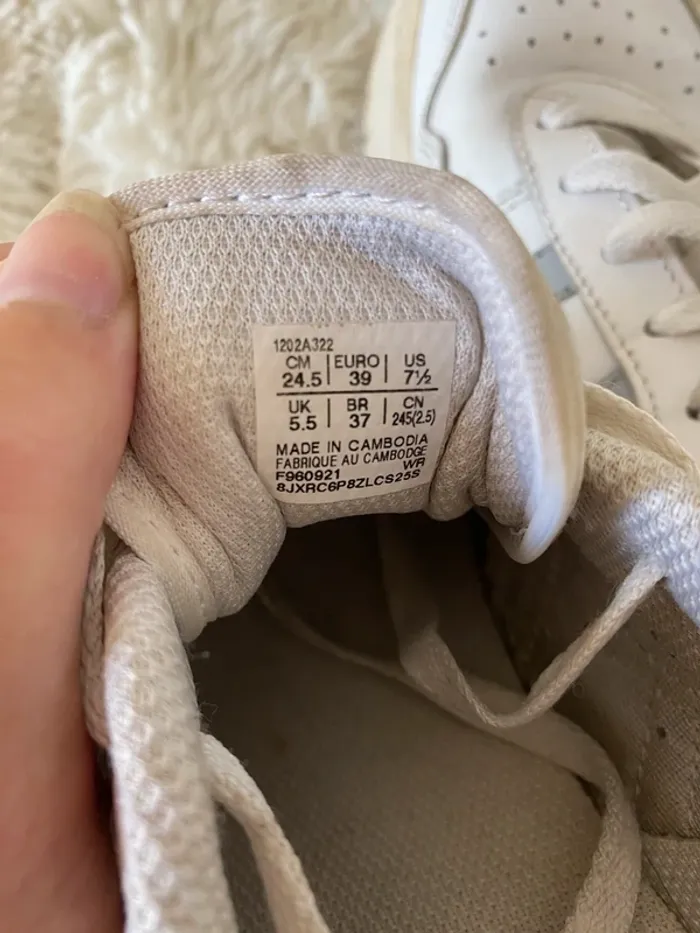 1202A322
CM | EURO | US
24.5 | 39 | 7½
UK | BR | CN
5.5 | 37 | 245(2.5)
MADE IN CAMBODIA
FABRIQUE AU CAMBODGE
F960921 WR
8JXRC6P8ZLCS25S